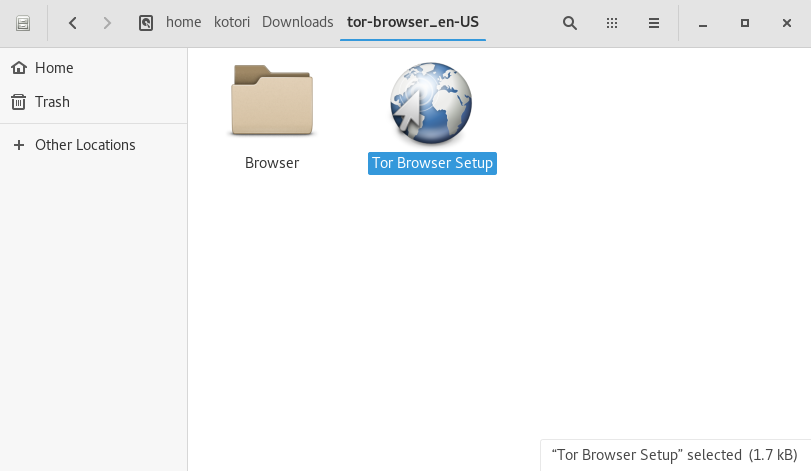 home kotori Downloads tor-browser_en-US
Home
Trash
Other Locations
Browser
Tor Browser Setup
“Tor Browser Setup” selected (1.7 kB)